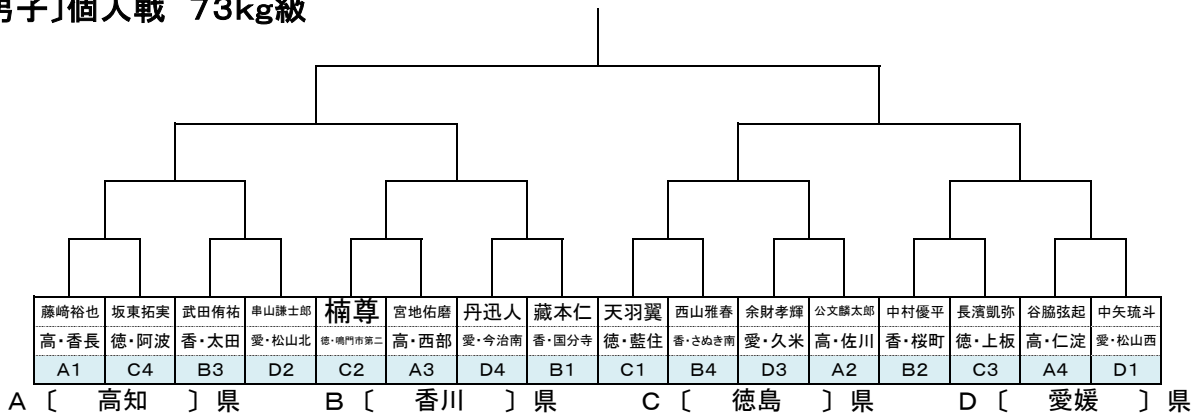 男子]個人戦 73kg級
藤﨑裕也 坂東拓実 武田侑祐 串山謙士郎 楠尊 宮地佑磨 丹迅人 藏本仁 天羽翼 西山雅春 余財孝輝 公文麟太郎 中村優平 長濱凱弥 谷脇弦起 中矢琉斗
高・香長 徳・阿波 香・太田 愛・松山北 徳・鳴門市第二 高・西部 愛・今治南 香・国分寺 徳・藍住 香・さぬき南 愛・久米 高・佐川 香・桜町 徳・上板 高・仁淀 愛・松山西
A1 C4 B3 D2 C2 A3 D4 B1 C1 B4 D3 A2 B2 C3 A4 D1
A 〔 高知 〕県 B 〔 香川 〕県 C 〔 徳島 〕県 D 〔 愛媛 〕県